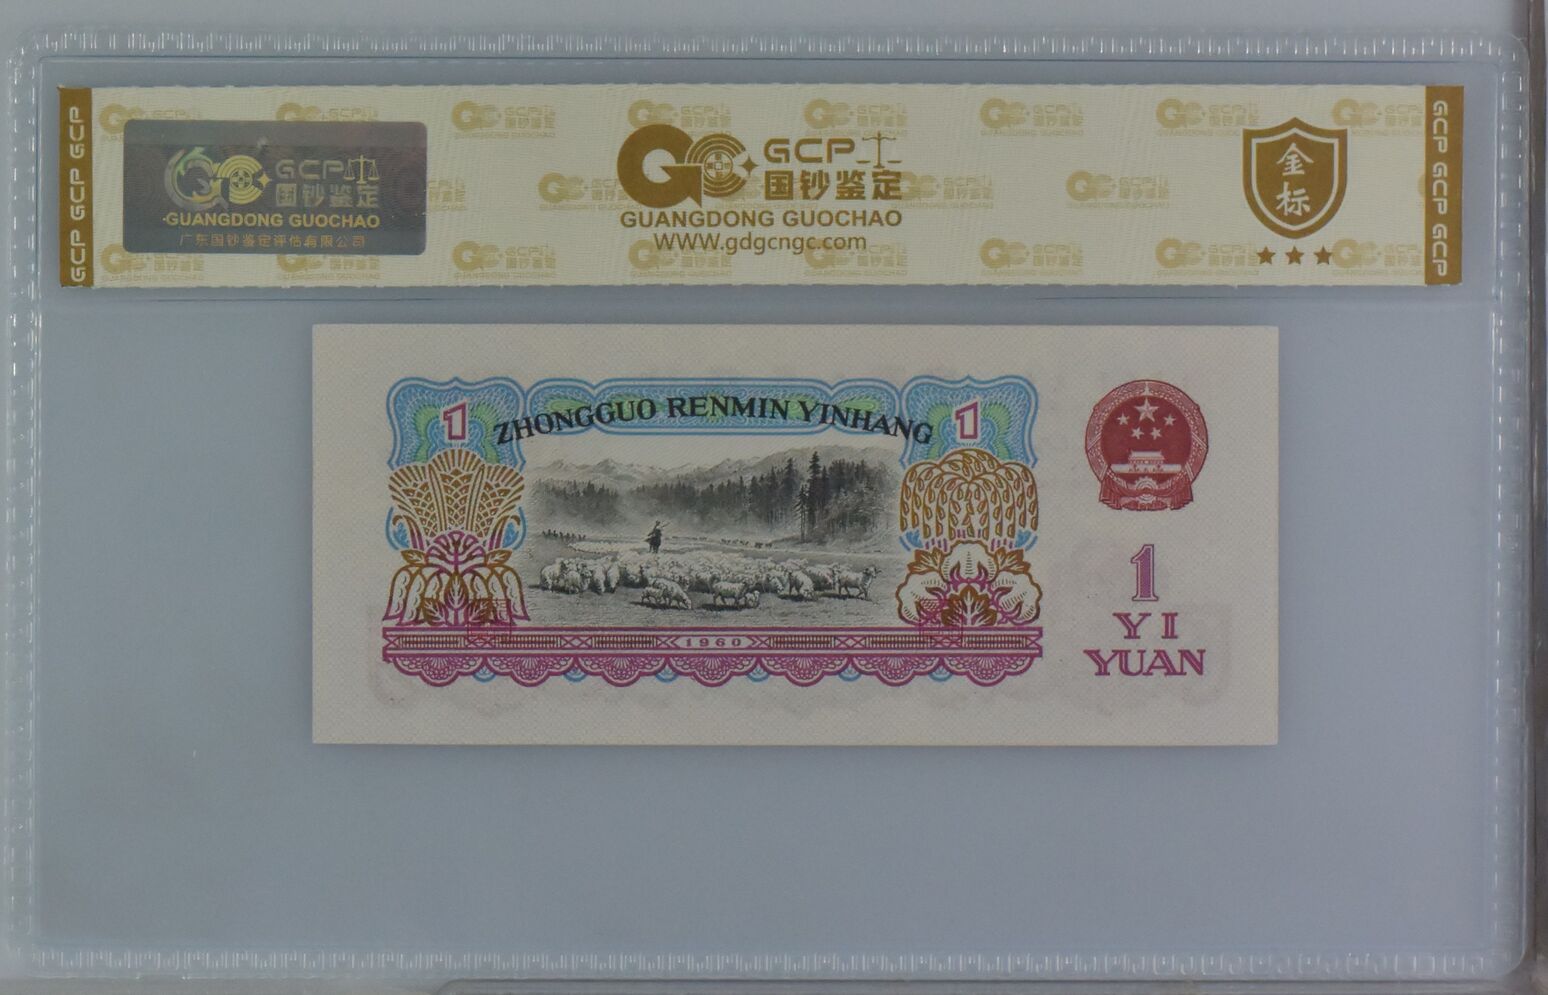 GCP GCP GCP
GCP
国钞鉴定
GUANGDONG GUOCHAO
广东国钞鉴定评估有限公司
GCP
国钞鉴定
GUANGDONG GUOCHAO
WWW.gdgcngc.com
金标
GCP GCP GCP
1
ZHONGGUO RENMIN YINHANG
1
1960
1
YI
YUAN